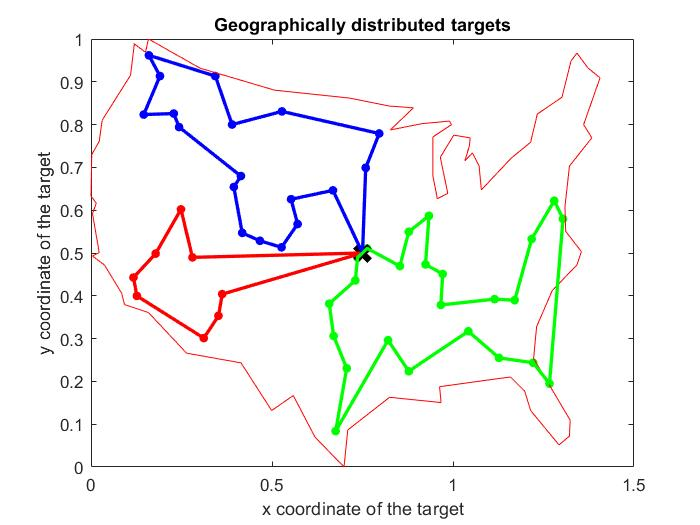 Geographically distributed targets
1
0.9
0.8
0.7
0.6
0.5
0.4
0.3
0.2
0.1
0
y coordinate of the target
0 0.5 1 1.5
x coordinate of the target